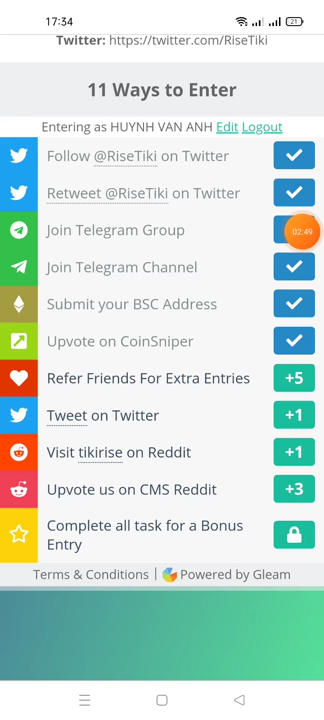 17:34
21
Twitter: https://twitter.com/RiseTiki
11 Ways to Enter
Entering as HUYNH VAN ANH Edit Logout
Follow @RiseTiki on Twitter
Retweet @RiseTiki on Twitter
Join Telegram Group
02:49
Join Telegram Channel
Submit your BSC Address
Upvote on CoinSniper
Refer Friends For Extra Entries +5
Tweet on Twitter +1
Visit tikirise on Reddit +1
Upvote us on CMS Reddit +3
Complete all task for a Bonus
Entry
Terms & Conditions | Powered by Gleam